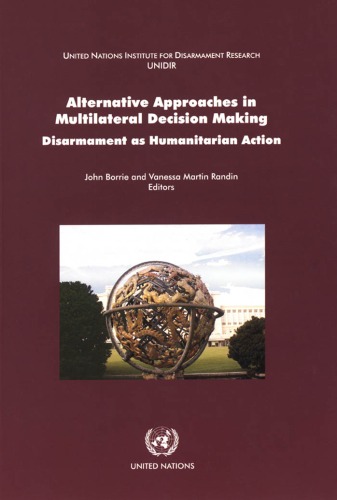 UNITED NATIONS INSTITUTE FOR DISARMAMENT RESEARCH
UNIDIR
Alternative Approaches in
Multilateral Decision Making
Disarmament as Humanitarian Action
John Borrie and Vanessa Martin Randin
Editors
UNITED NATIONS